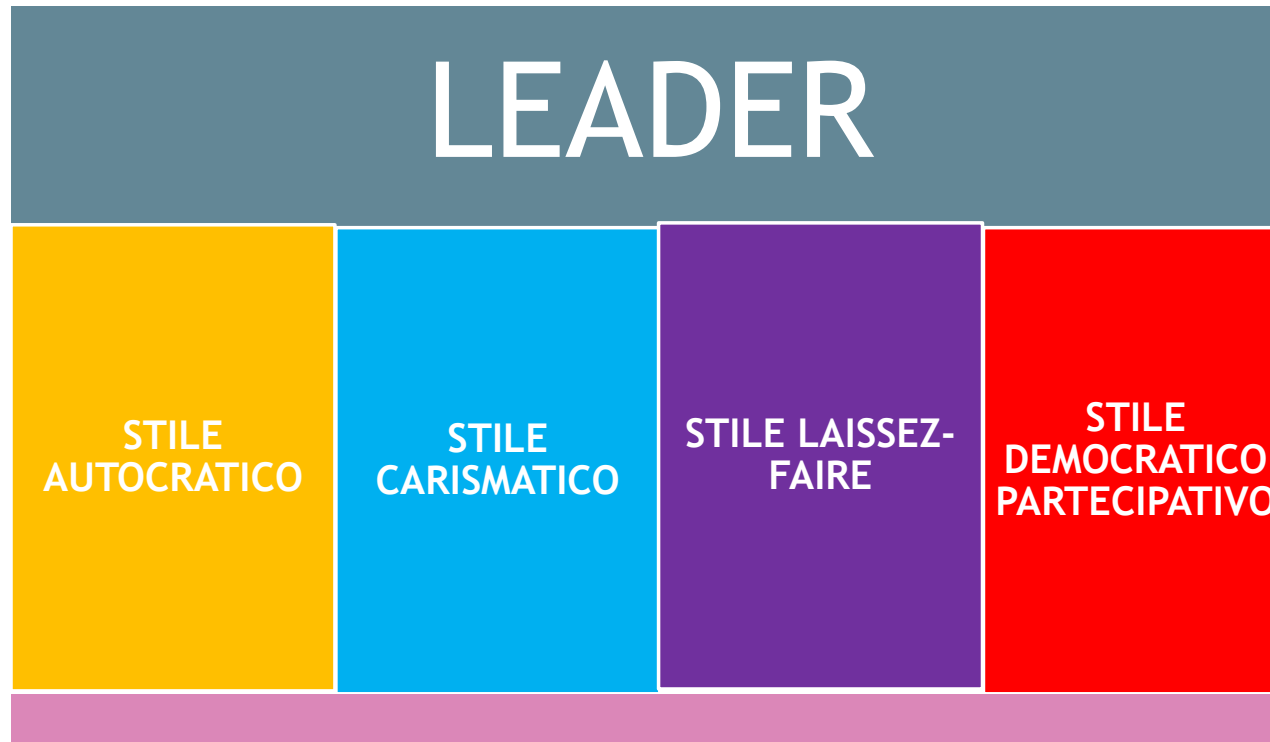 LEADER
STILE
AUTOCRATICO
STILE
CARISMATICO
STILE LAISSEZ-
FAIRE
STILE
DEMOCRATICO
PARTECIPATIVO